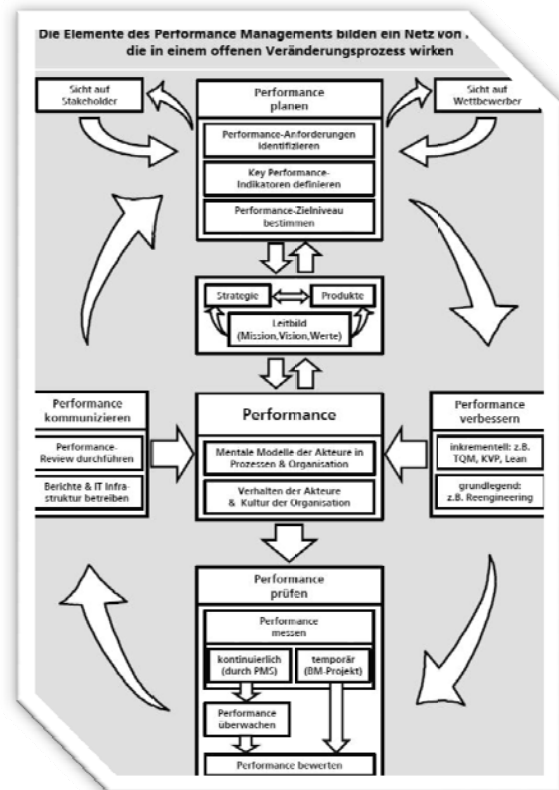 Die Elemente des Performance Managements bilden ein Netz von
die in einem offenen Veränderungsprozess wirken
Sicht auf
Stakeholder
Performance
planen
Sicht auf
Wettbewerber
Performance-Anforderungen
identifizieren
Key Performance-
Indikatoren definieren
Performance-Zielniveau
bestimmen
Strategie
Produkte
Leitbild
(Mission,Vision,Werte)
Performance
kommunizieren
Performance-
Review durchführen
Berichte & IT Infra-
struktur betreiben
Performance
Mentale Modelle der Akteure in
Prozessen & Organisation
Verhalten der Akteure
& Kultur der Organisation
Performance
verbessern
inkrementell: z.B.
TQM, KVP, Lean
grundlegend:
z.B. Reengineering
Performance
prüfen
Performance
messen
kontinuierlich
(durch PMS)
temporär
(BM-Projekt)
Performance
überwachen
Performance bewerten